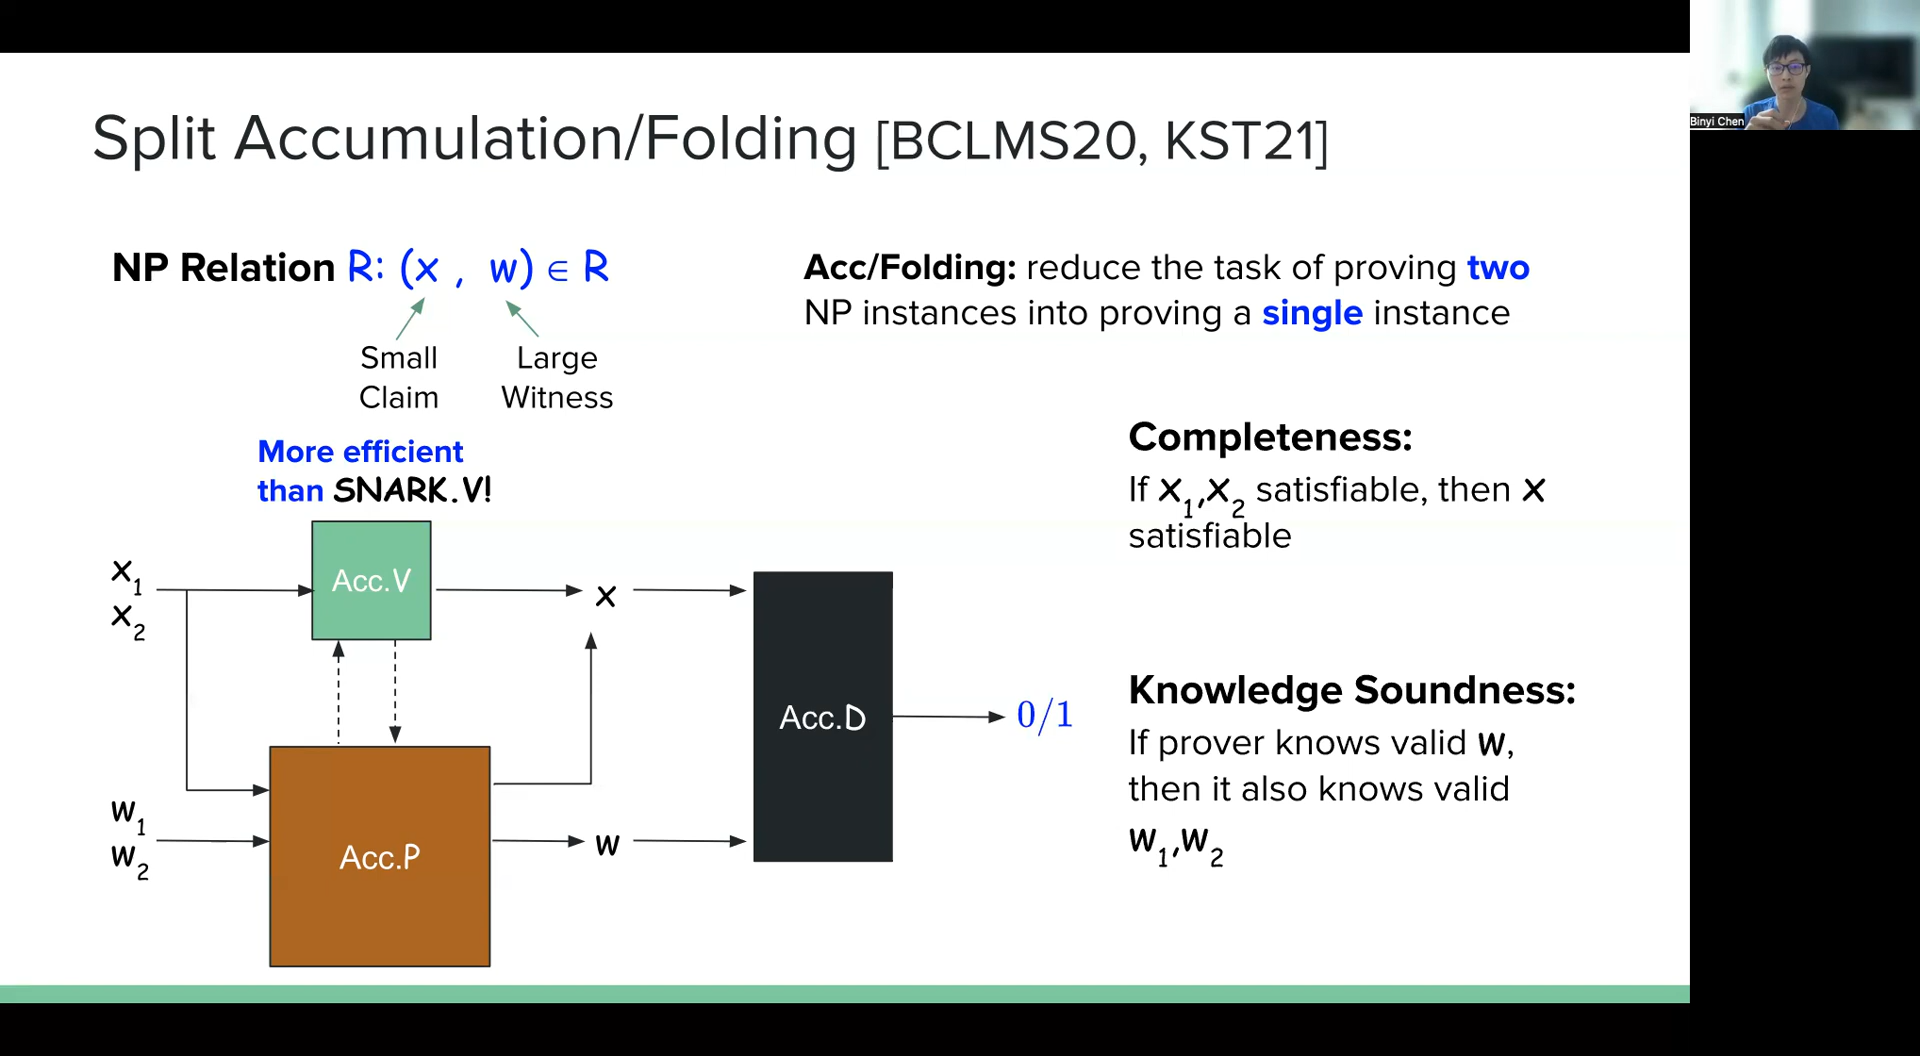 Split Accumulation/Folding [BCLMS20, KST21]
Binyi Chen
NP Relation R: (x , w) ∈ R
Small
Claim
Large
Witness
Acc/Folding: reduce the task of proving two
NP instances into proving a single instance
More efficient
than SNARK.V!
x₁
x₂
Acc.V
x
w₁
w₂
Acc.P
w
Acc.D
0/1
Completeness:
If x₁,x₂ satisfiable, then x
satisfiable
Knowledge Soundness:
If prover knows valid w,
then it also knows valid
w₁,w₂